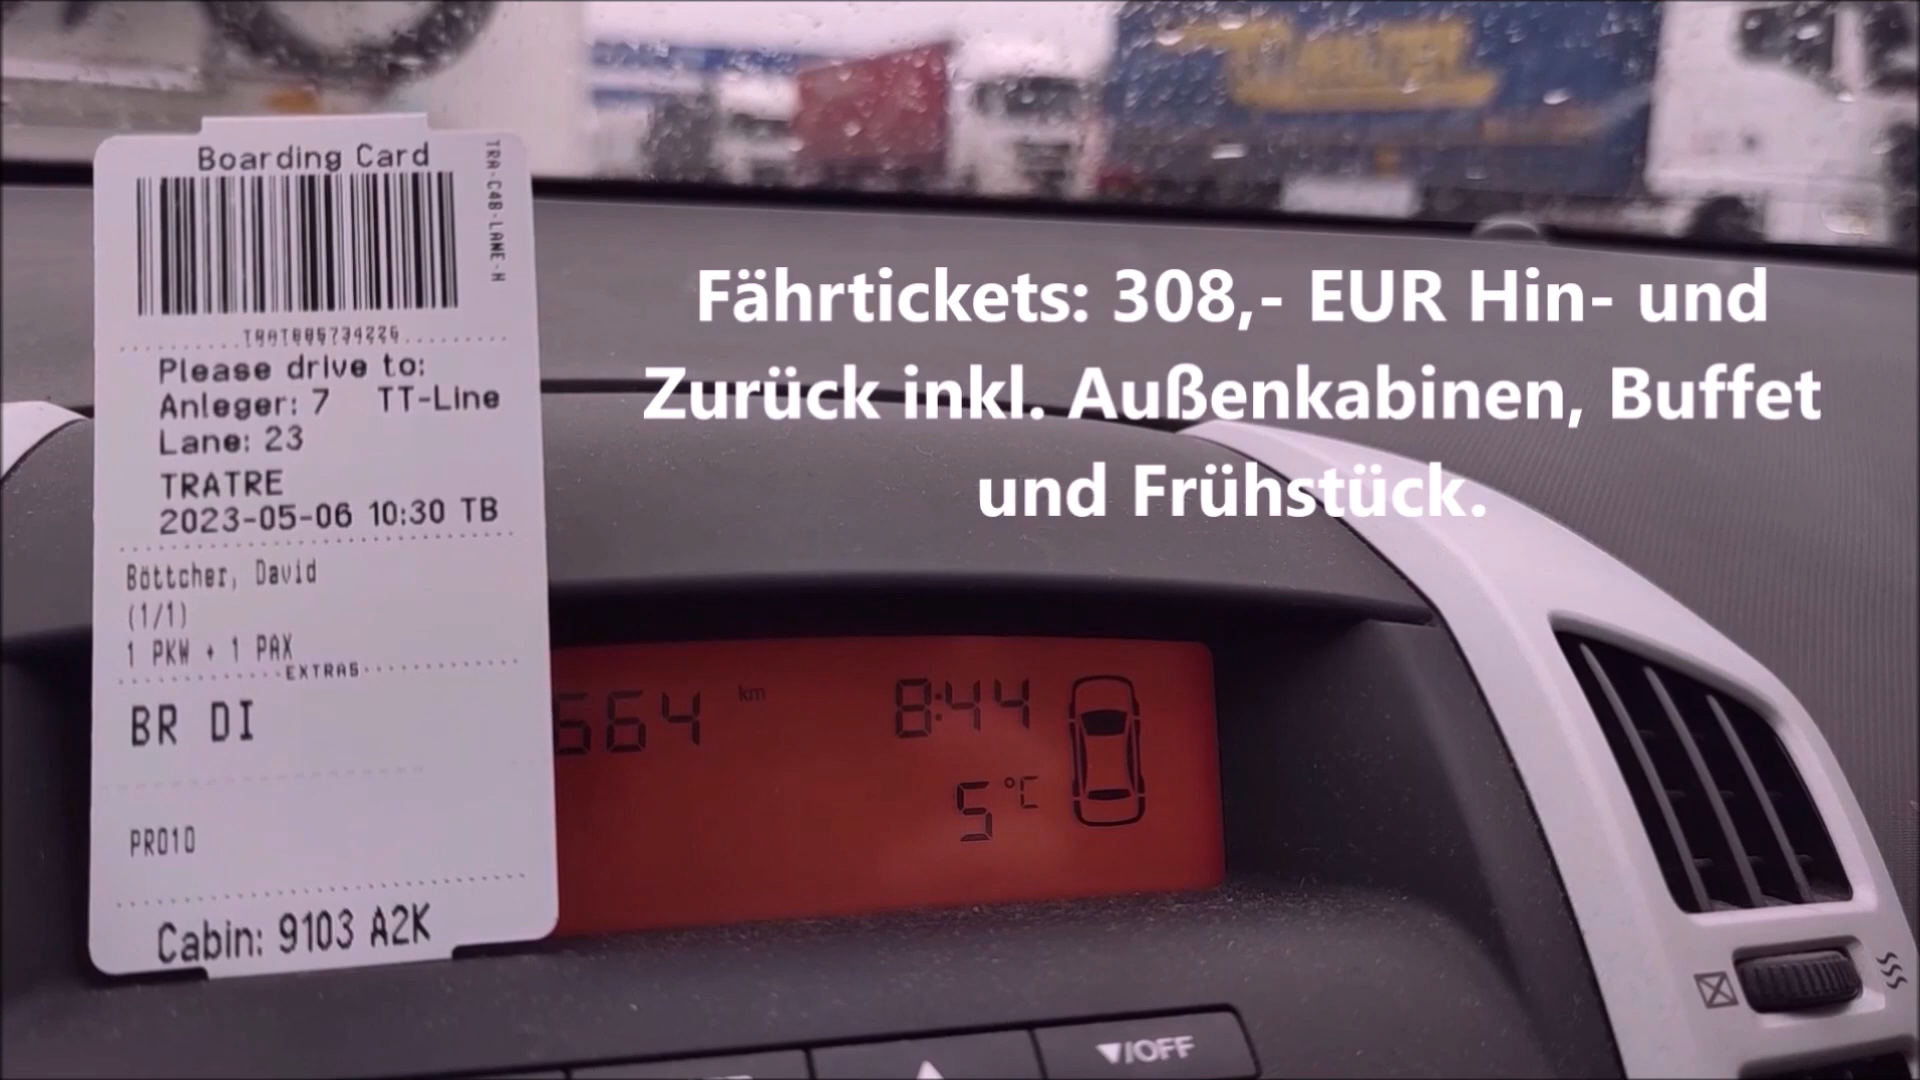 Boarding Card
TRA-C4B-LANE-H
Please drive to:
Anleger: 7 TT-Line
Lane: 23
TRATRE
2023-05-06 10:30 TB
Böttcher, David
(1/1)
1 PKW + 1 PAX
EXTRAS
BR DI
PRO10
Cabin: 9103 A2K
Fährtickets: 308,- EUR Hin- und
Zurück inkl. Außenkabinen, Buffet
und Frühstück.
664 km 8:44
5 °C
▼/OFF